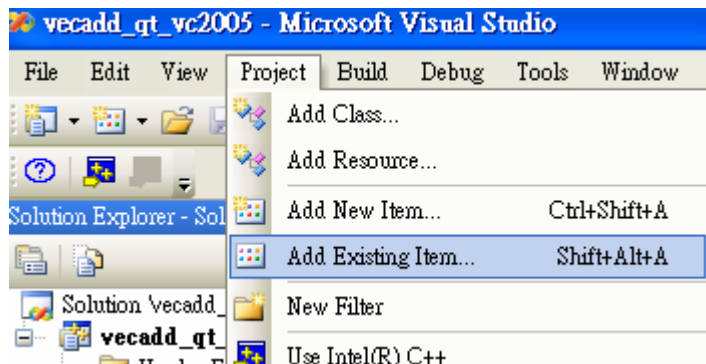 vecadd_qt_vc2005 - Microsoft Visual Studio
File Edit View Project Build Debug Tools Window
Add Class...
Add Resource...
Solution Explorer - Sol
Add New Item... Ctrl+Shift+A
Add Existing Item... Shift+Alt+A
Solution 'vecadd_
New Filter
vecadd_qt_
Use Intel(R) C++